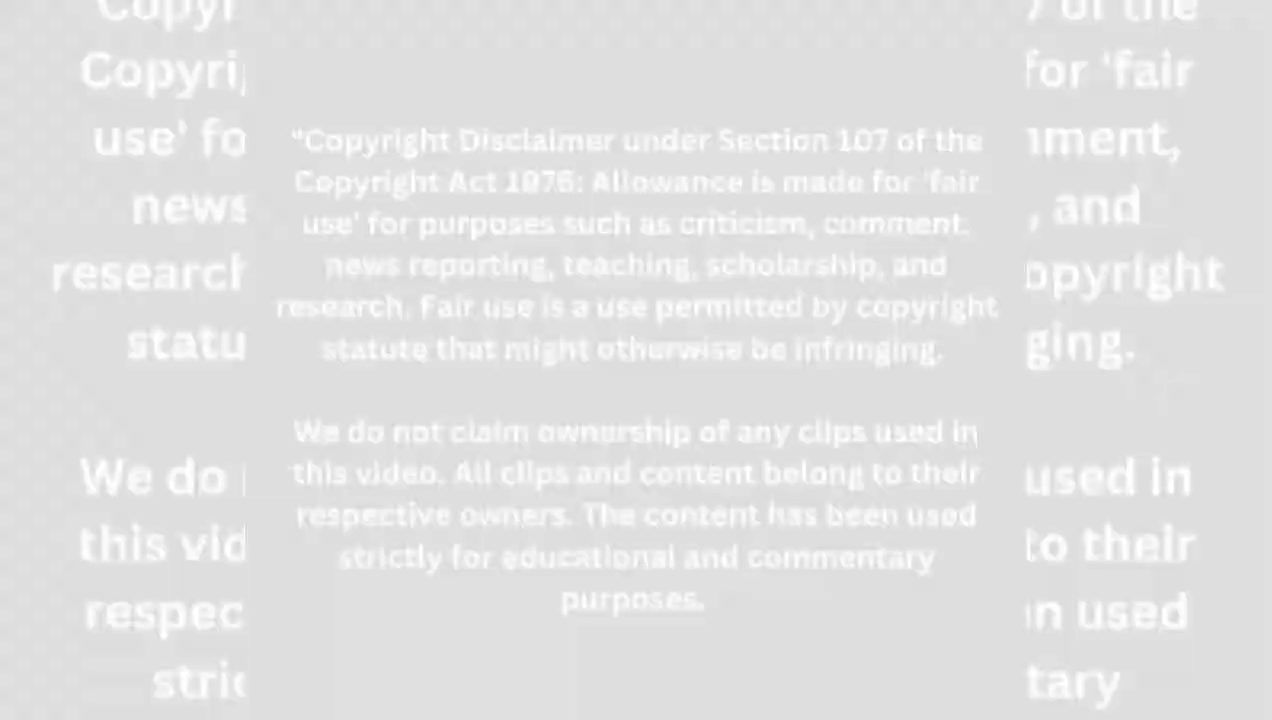 "Copyright Disclaimer under Section 107 of the
Copyright Act 1976: Allowance is made for 'fair
use' for purposes such as criticism, comment,
news reporting, teaching, scholarship, and
research. Fair use is a use permitted by copyright
statute that might otherwise be infringing.
We do not claim ownership of any clips used in
this video. All clips and content belong to their
respective owners. The content has been used
strictly for educational and commentary
purposes.